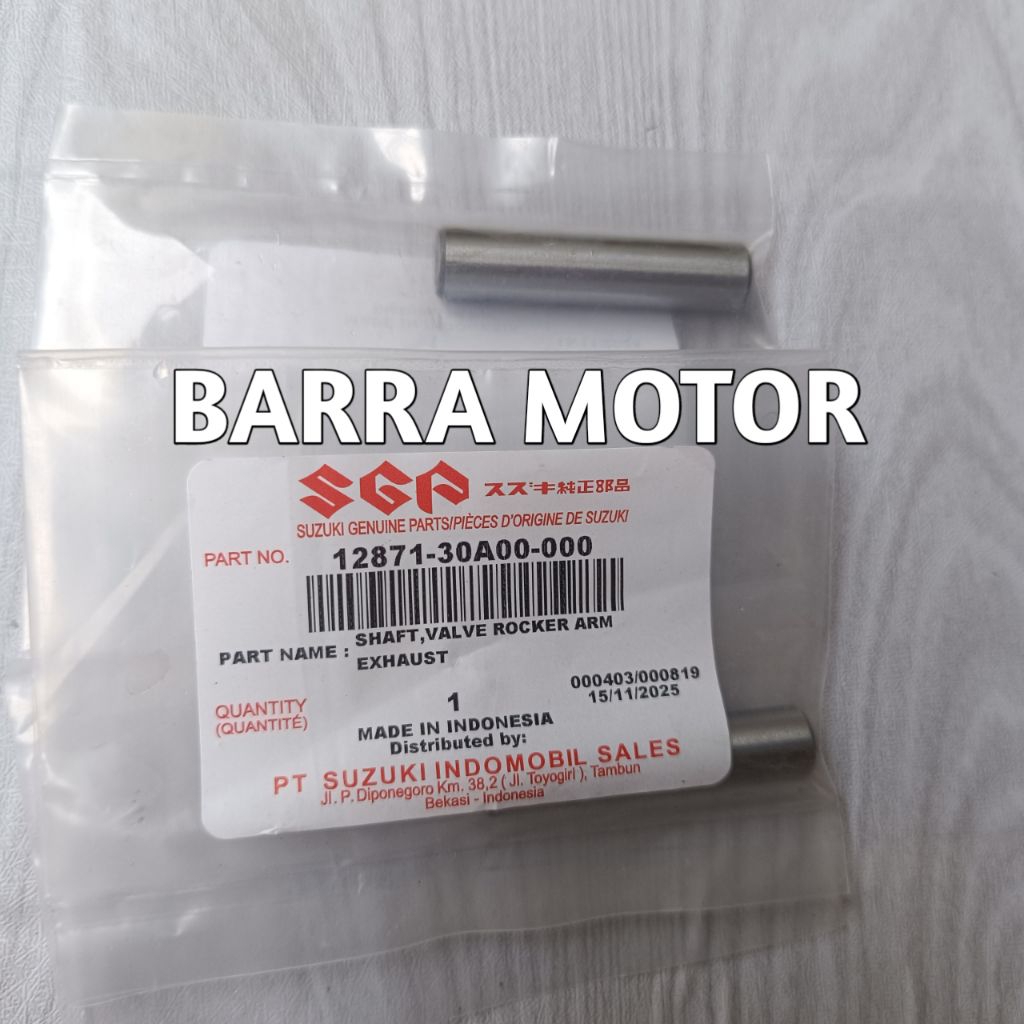 BARRA MOTOR
SGP スズキ純正部品
SUZUKI GENUINE PARTS/PIÈCES D'ORIGINE DE SUZUKI
PART NO. 12871-30A00-000
PART NAME : SHAFT,VALVE ROCKER ARM
EXHAUST
000403/000819
QUANTITY 1 15/11/2025
(QUANTITÉ)
MADE IN INDONESIA
Distributed by:
PT SUZUKI INDOMOBIL SALES
Jl. P. Diponegoro Km. 38,2 ( Jl. Toyogiri ), Tambun
Bekasi - Indonesia